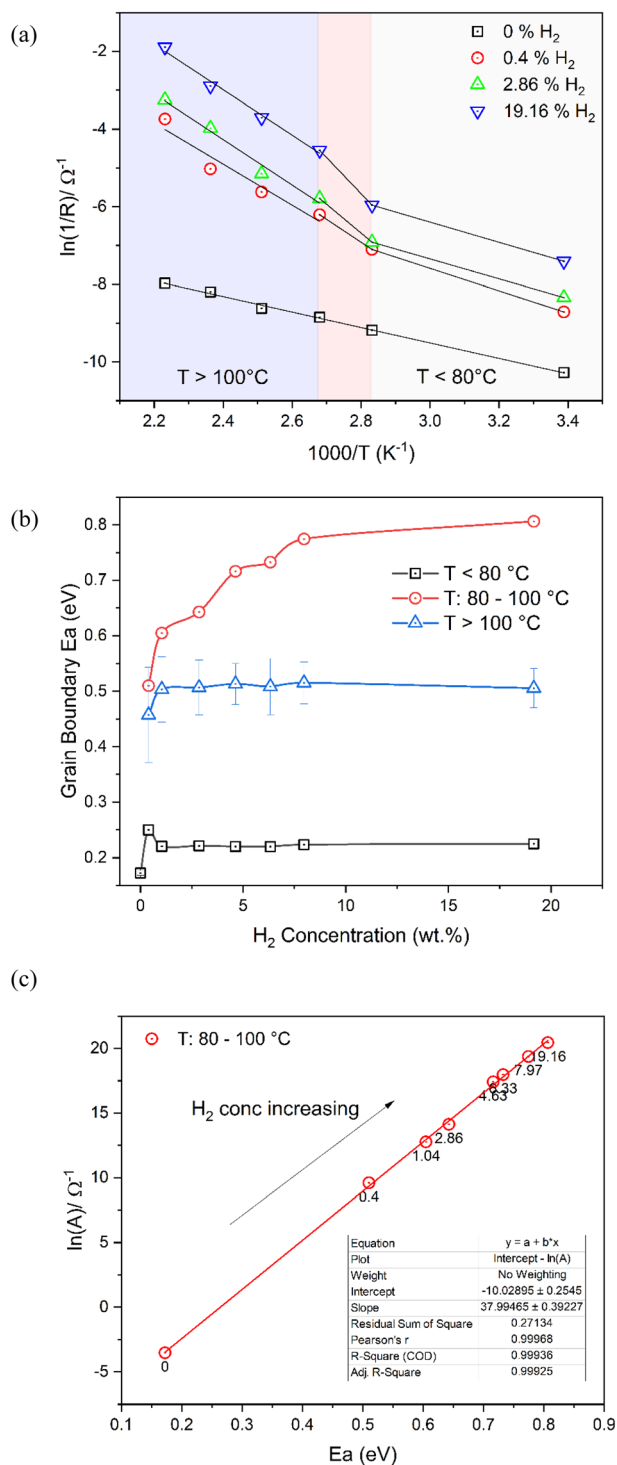 (a)
0 % H₂
0.4 % H₂
2.86 % H₂
19.16 % H₂
-2
-4
-6
-8
-10
ln(1/R)/ Ω⁻¹
T > 100°C
T < 80°C
2.2 2.4 2.6 2.8 3.0 3.2 3.4
1000/T (K⁻¹)
(b)
0.8
0.7
0.6
0.5
0.4
0.3
0.2
Grain Boundary Ea (eV)
T < 80 °C
T: 80 - 100 °C
T > 100 °C
0 5 10 15 20
H₂ Concentration (wt.%)
(c)
T: 80 - 100 °C
20
15
10
5
0
-5
ln(A)/ Ω⁻¹
H₂ conc increasing
19.16
7.97
6.33
4.63
2.86
1.04
0.4
0
Equation y = a + b*x
Plot Intercept - ln(A)
Weight No Weighting
Intercept -10.02895 ± 0.2545
Slope 37.99465 ± 0.39227
Residual Sum of Square 0.27134
Pearson's r 0.99968
R-Square (COD) 0.99936
Adj. R-Square 0.99925
0.1 0.2 0.3 0.4 0.5 0.6 0.7 0.8 0.9
Ea (eV)